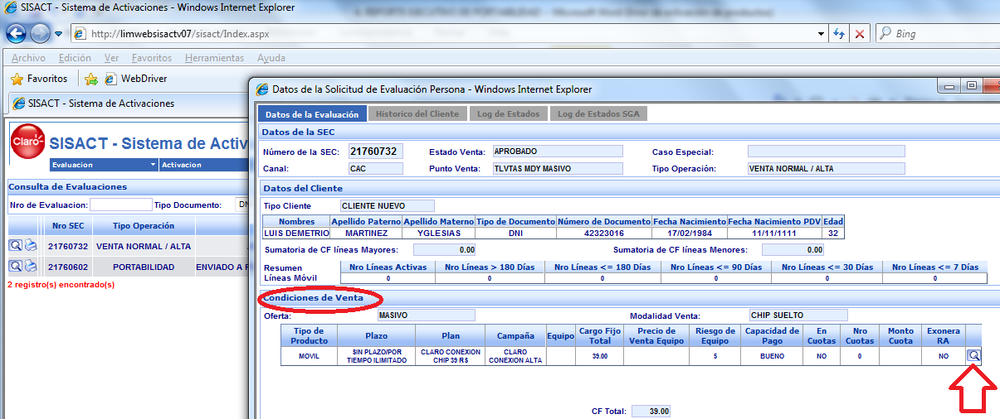 SISACT - Sistema de Activaciones - Windows Internet Explorer
4. REPORTE EJECUTIVO DE PORTABILIDAD - Microsoft Word (Error de activación de productos)
http://limwebsisactv07/sisact/Index.aspx
Bing
Archivo Edición Ver Favoritos Herramientas Ayuda
Favoritos WebDriver
SISACT - Sistema de Activaciones
Claro
SISACT - Sistema de Activ
Evaluacion Activacion
Consulta de Evaluaciones
Nro de Evaluacion: Tipo Documento: DN
Nro SEC Tipo Operación
21760732 VENTA NORMAL / ALTA
21760602 PORTABILIDAD ENVIADO A P
2 registro(s) encontrado(s)
Datos de la Solicitud de Evaluación Persona - Windows Internet Explorer
Datos de la Evaluación Historico del Cliente Log de Estados Log de Estados SGA
Datos de la SEC
Número de la SEC: 21760732 Estado Venta: APROBADO Caso Especial:
Canal: CAC Punto Venta: TLVTAS MDY MASIVO Tipo Operación: VENTA NORMAL / ALTA
Datos del Cliente
Tipo Cliente CLIENTE NUEVO
Nombres Apellido Paterno Apellido Materno Tipo de Documento Número de Documento Fecha Nacimiento Fecha Nacimiento PDV Edad
LUIS DEMETRIO MARTINEZ YGLESIAS DNI 42323016 17/02/1984 11/11/1111 32
Sumatoria de CF líneas Mayores: 0.00 Sumatoria de CF líneas Menores: 0.00
Resumen Líneas Móvil
Nro Líneas Activas Nro Líneas > 180 Días Nro Líneas <= 180 Días Nro Líneas <= 90 Días Nro Líneas <= 30 Días Nro Líneas <= 7 Días
0 0 0 0 0 0
Condiciones de Venta
Oferta: MASIVO Modalidad Venta: CHIP SUELTO
Tipo de Producto Plazo Plan Campaña Equipo Cargo Fijo Total Precio de Venta Equipo Riesgo de Equipo Capacidad de Pago En Cuotas Nro Cuotas Monto Cuota Exonera RA
MOVIL SIN PLAZO/POR TIEMPO ILIMITADO CLARO CONEXION CHIP 39 R$ CLARO CONEXION ALTA 39.00 5 BUENO NO 0 NO
CF Total: 39.00